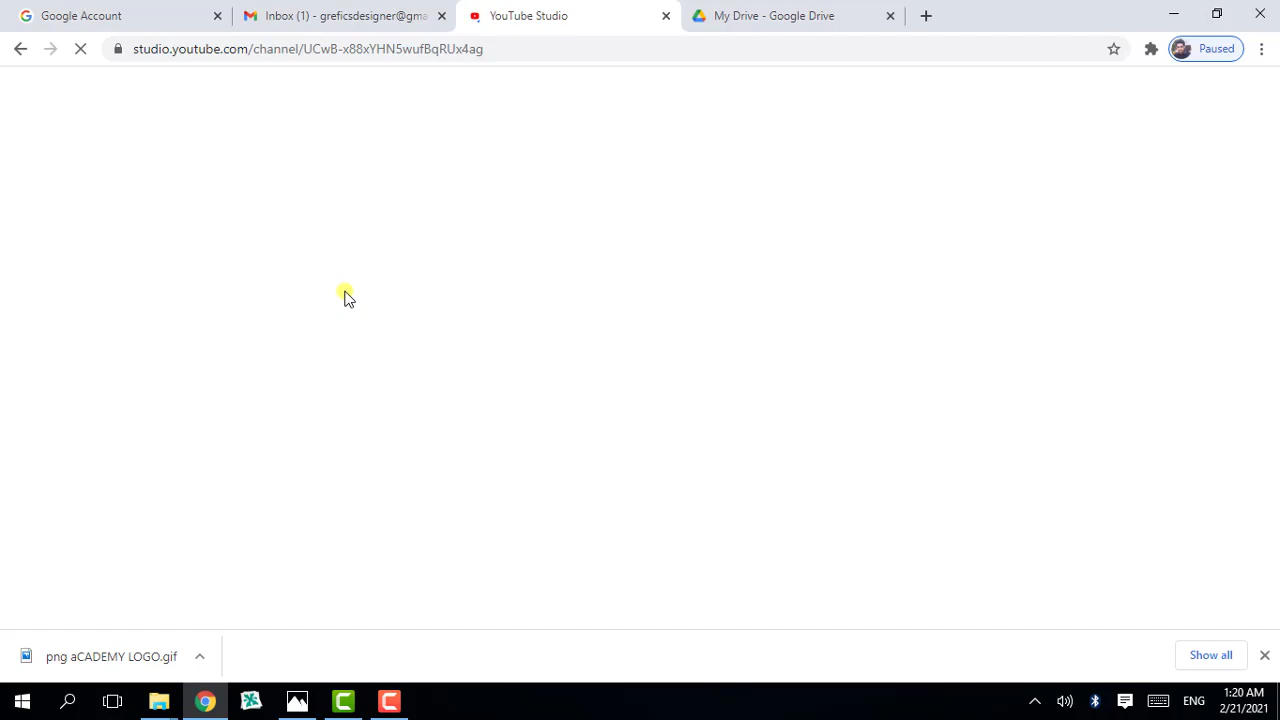 Google Account
Inbox (1) - greficsdesigner@gma
YouTube Studio
My Drive - Google Drive
studio.youtube.com/channel/UCwB-x88xYHN5wufBqRUx4ag
Paused
png aCADEMY LOGO.gif
Show all
ENG
1:20 AM
2/21/2021